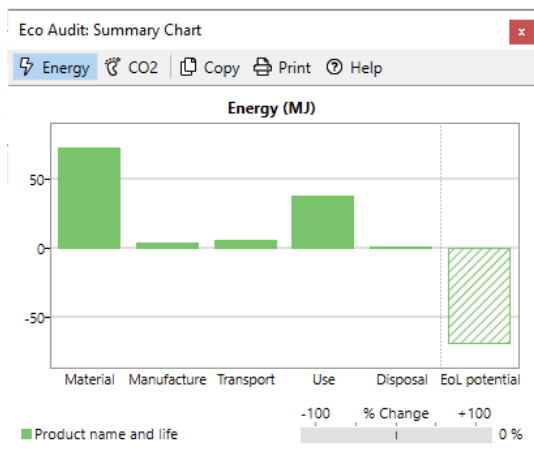 Eco Audit: Summary Chart
x
Energy CO2 Copy Print Help
Energy (MJ)
50
0
-50
Material Manufacture Transport Use Disposal EoL potential
-100 % Change +100
Product name and life 0 %